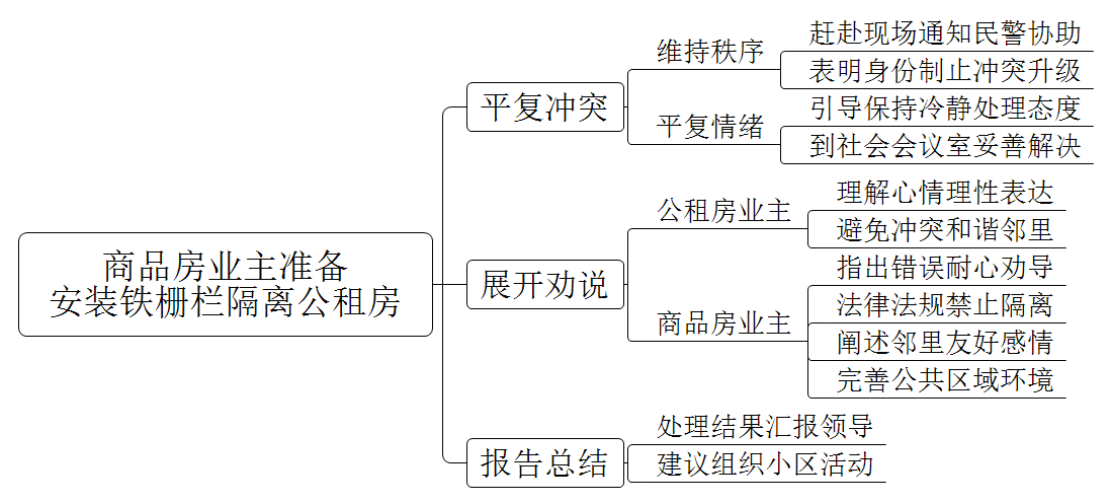 商品房业主准备
安装铁栅栏隔离公租房
平复冲突
维持秩序
赶赴现场通知民警协助
表明身份制止冲突升级
平复情绪
引导保持冷静处理态度
到社会会议室妥善解决
展开劝说
公租房业主
理解心情理性表达
避免冲突和谐邻里
商品房业主
指出错误耐心劝导
法律法规禁止隔离
阐述邻里友好感情
完善公共区域环境
报告总结
处理结果汇报领导
建议组织小区活动